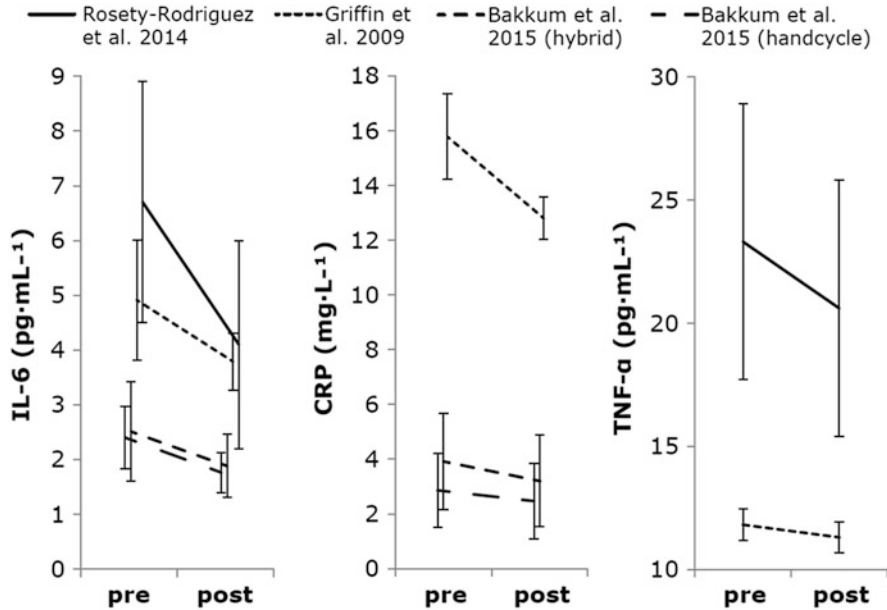 Rosety-Rodriguez et al. 2014
Griffin et al. 2009
Bakkum et al. 2015 (hybrid)
Bakkum et al. 2015 (handcycle)
IL-6 (pg·mL-¹)
9
8
7
6
5
4
3
2
1
0
pre post
CRP (mg·L-¹)
18
16
14
12
10
8
6
4
2
0
pre post
TNF-α (pg·mL-¹)
30
25
20
15
10
pre post